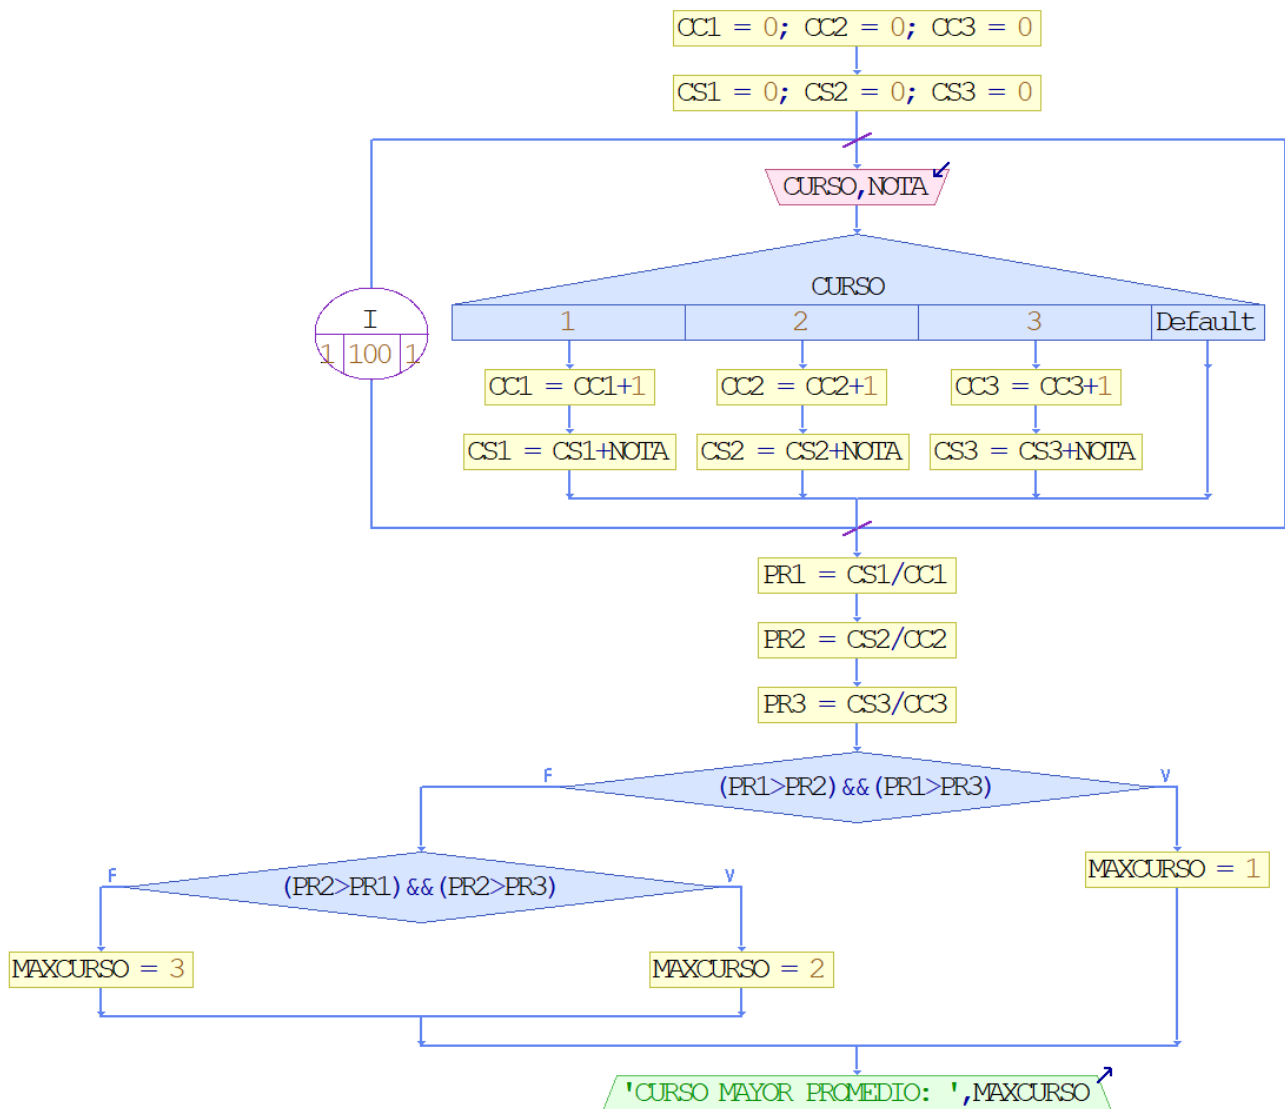 CC1 = 0; CC2 = 0; CC3 = 0
CS1 = 0; CS2 = 0; CS3 = 0
CURSO,NOTA
CURSO
1 2 3 Default
I
1 100 1
CC1 = CC1+1 CC2 = CC2+1 CC3 = CC3+1
CS1 = CS1+NOTA CS2 = CS2+NOTA CS3 = CS3+NOTA
PR1 = CS1/CC1
PR2 = CS2/CC2
PR3 = CS3/CC3
F (PR1>PR2)&&(PR1>PR3) V
F (PR2>PR1)&&(PR2>PR3) V
MAXCURSO = 1
MAXCURSO = 3 MAXCURSO = 2
'CURSO MAYOR PROMEDIO: ',MAXCURSO